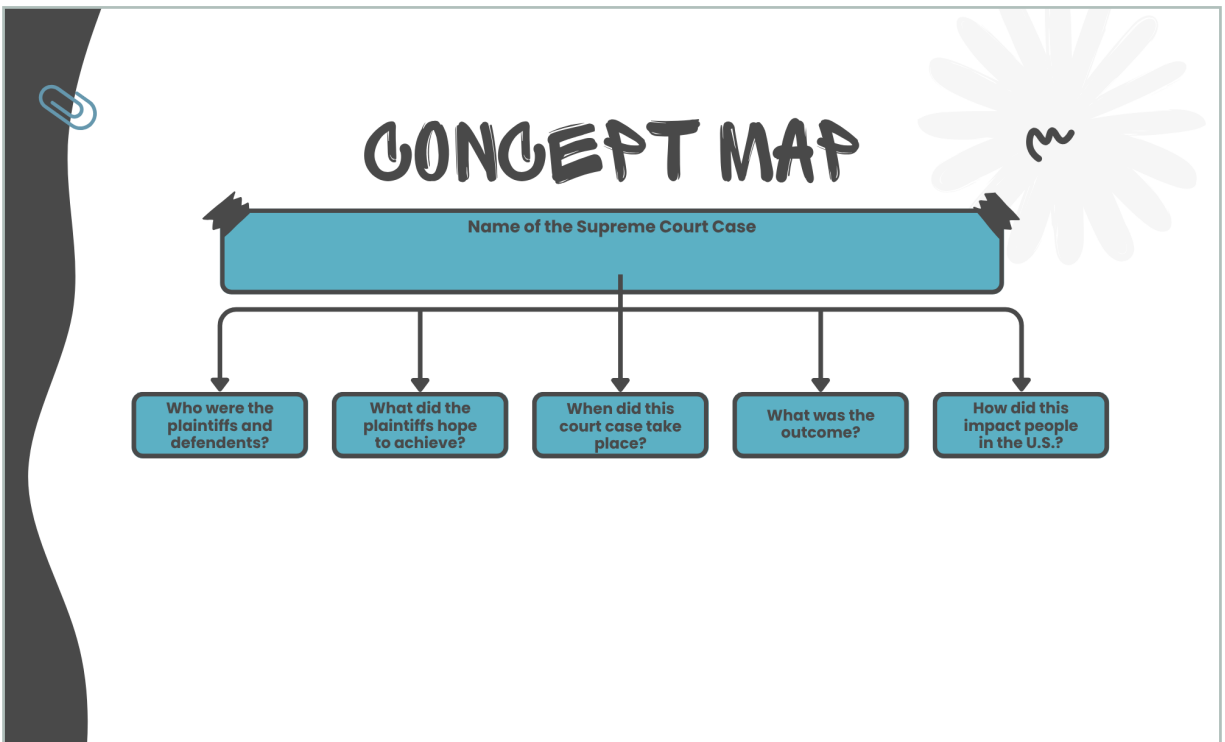 CONCEPT MAP
Name of the Supreme Court Case
Who were the
plaintiffs and
defendents?
What did the
plaintiffs hope
to achieve?
When did this
court case take
place?
What was the
outcome?
How did this
impact people
in the U.S.?